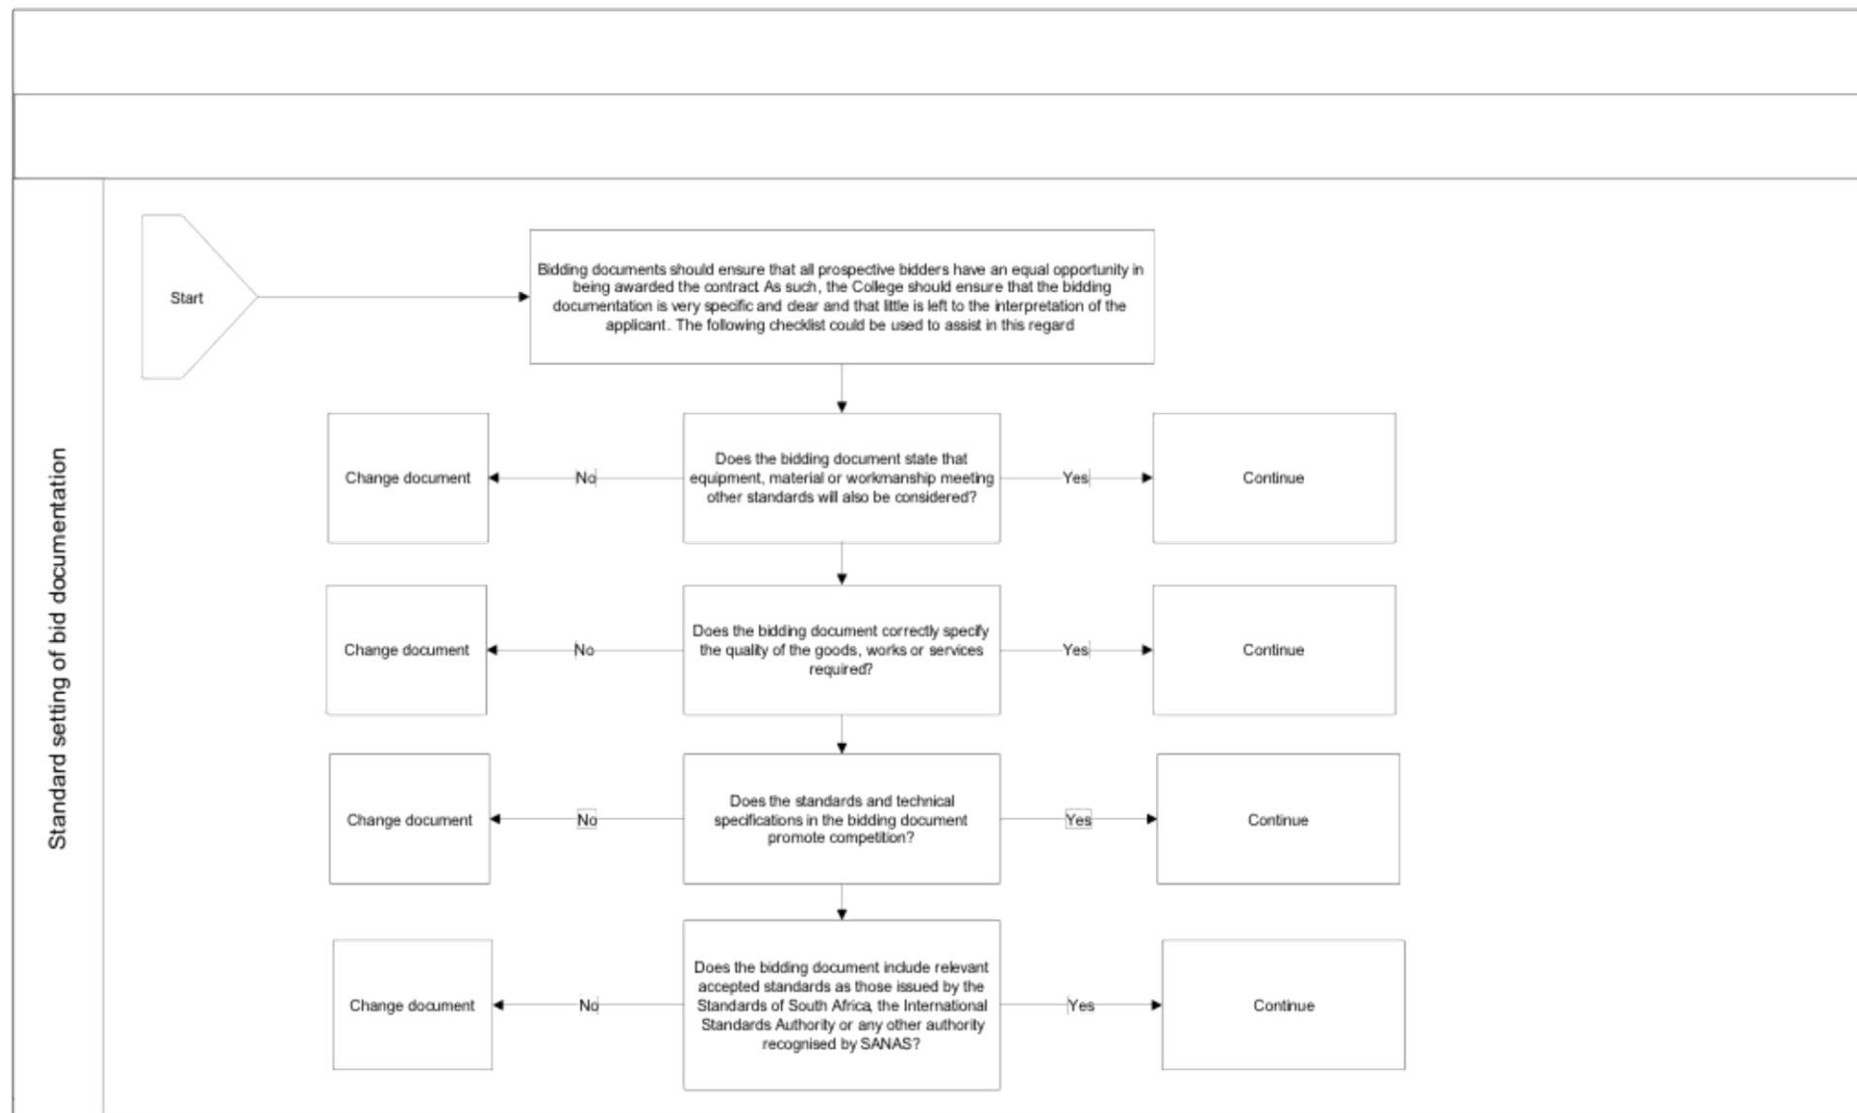 Standard setting of bid documentation
Start
Bidding documents should ensure that all prospective bidders have an equal opportunity in
being awarded the contract As such, the College should ensure that the bidding
documentation is very specific and clear and that little is left to the interpretation of the
applicant. The following checklist could be used to assist in this regard
Change document
No
Does the bidding document state that
equipment, material or workmanship meeting
other standards will also be considered?
Yes
Continue
Change document
No
Does the bidding document correctly specify
the quality of the goods, works or services
required?
Yes
Continue
Change document
No
Does the standards and technical
specifications in the bidding document
promote competition?
Yes
Continue
Change document
No
Does the bidding document include relevant
accepted standards as those issued by the
Standards of South Africa, the International
Standards Authority or any other authority
recognised by SANAS?
Yes
Continue